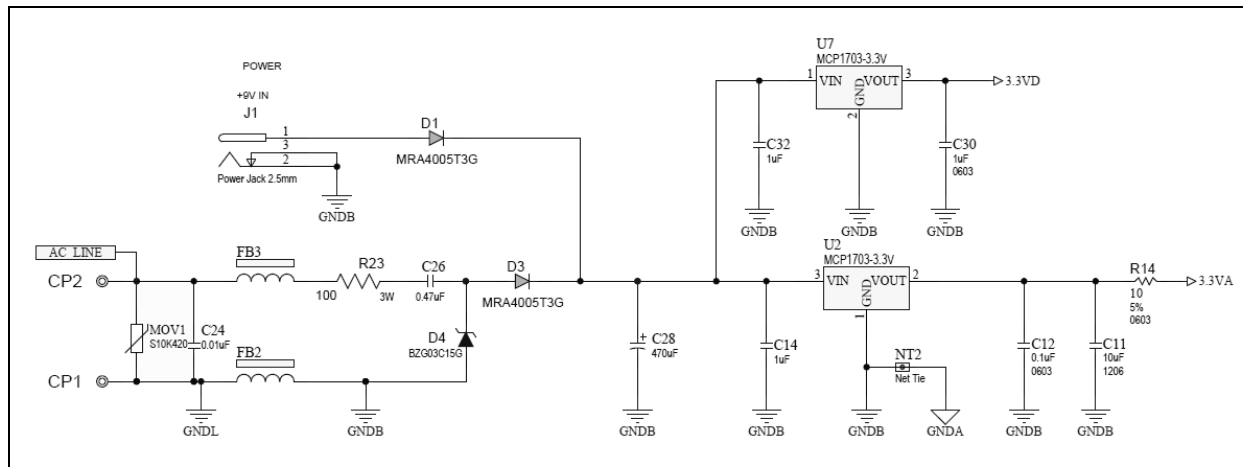 POWER
+9V IN
J1
1
3
2
Power Jack 2.5mm
GNDB
D1
MRA4005T3G
U7
MCP1703-3.3V
1
VIN
VOUT
3
GND
2
3.3VD
C32
1uF
C30
1uF
0603
GNDB
GNDB
GNDB
AC LINE
CP2
FB3
R23
100
3W
C26
0.47uF
D3
MRA4005T3G
MOV1
S10K420
C24
0.01uF
FB2
D4
BZG03C15G
CP1
GNDL
GNDB
C28
470uF
+
GNDB
C14
1uF
GNDB
U2
MCP1703-3.3V
3
VIN
VOUT
2
GND
1
NT2
Net Tie
GNDB
GNDA
C12
0.1uF
0603
C11
10uF
1206
GNDB
GNDB
R14
10
5%
0603
3.3VA